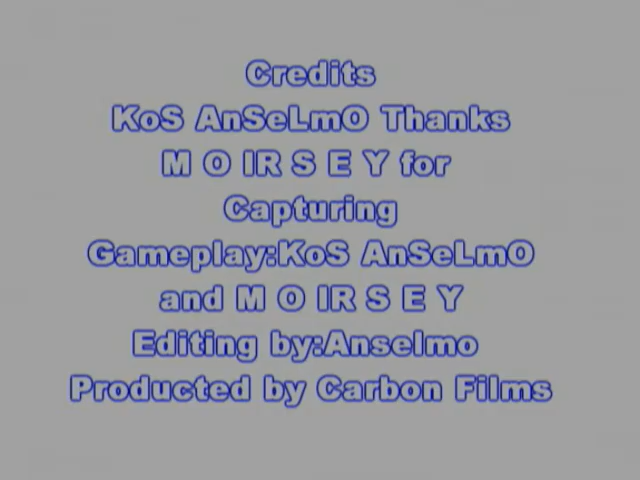 Credits
KoS AnSeLmO Thanks
M O IR S E Y for
Capturing
Gameplay:KoS AnSeLmO
and M O IR S E Y
Editing by:Anselmo
Producted by Carbon Films